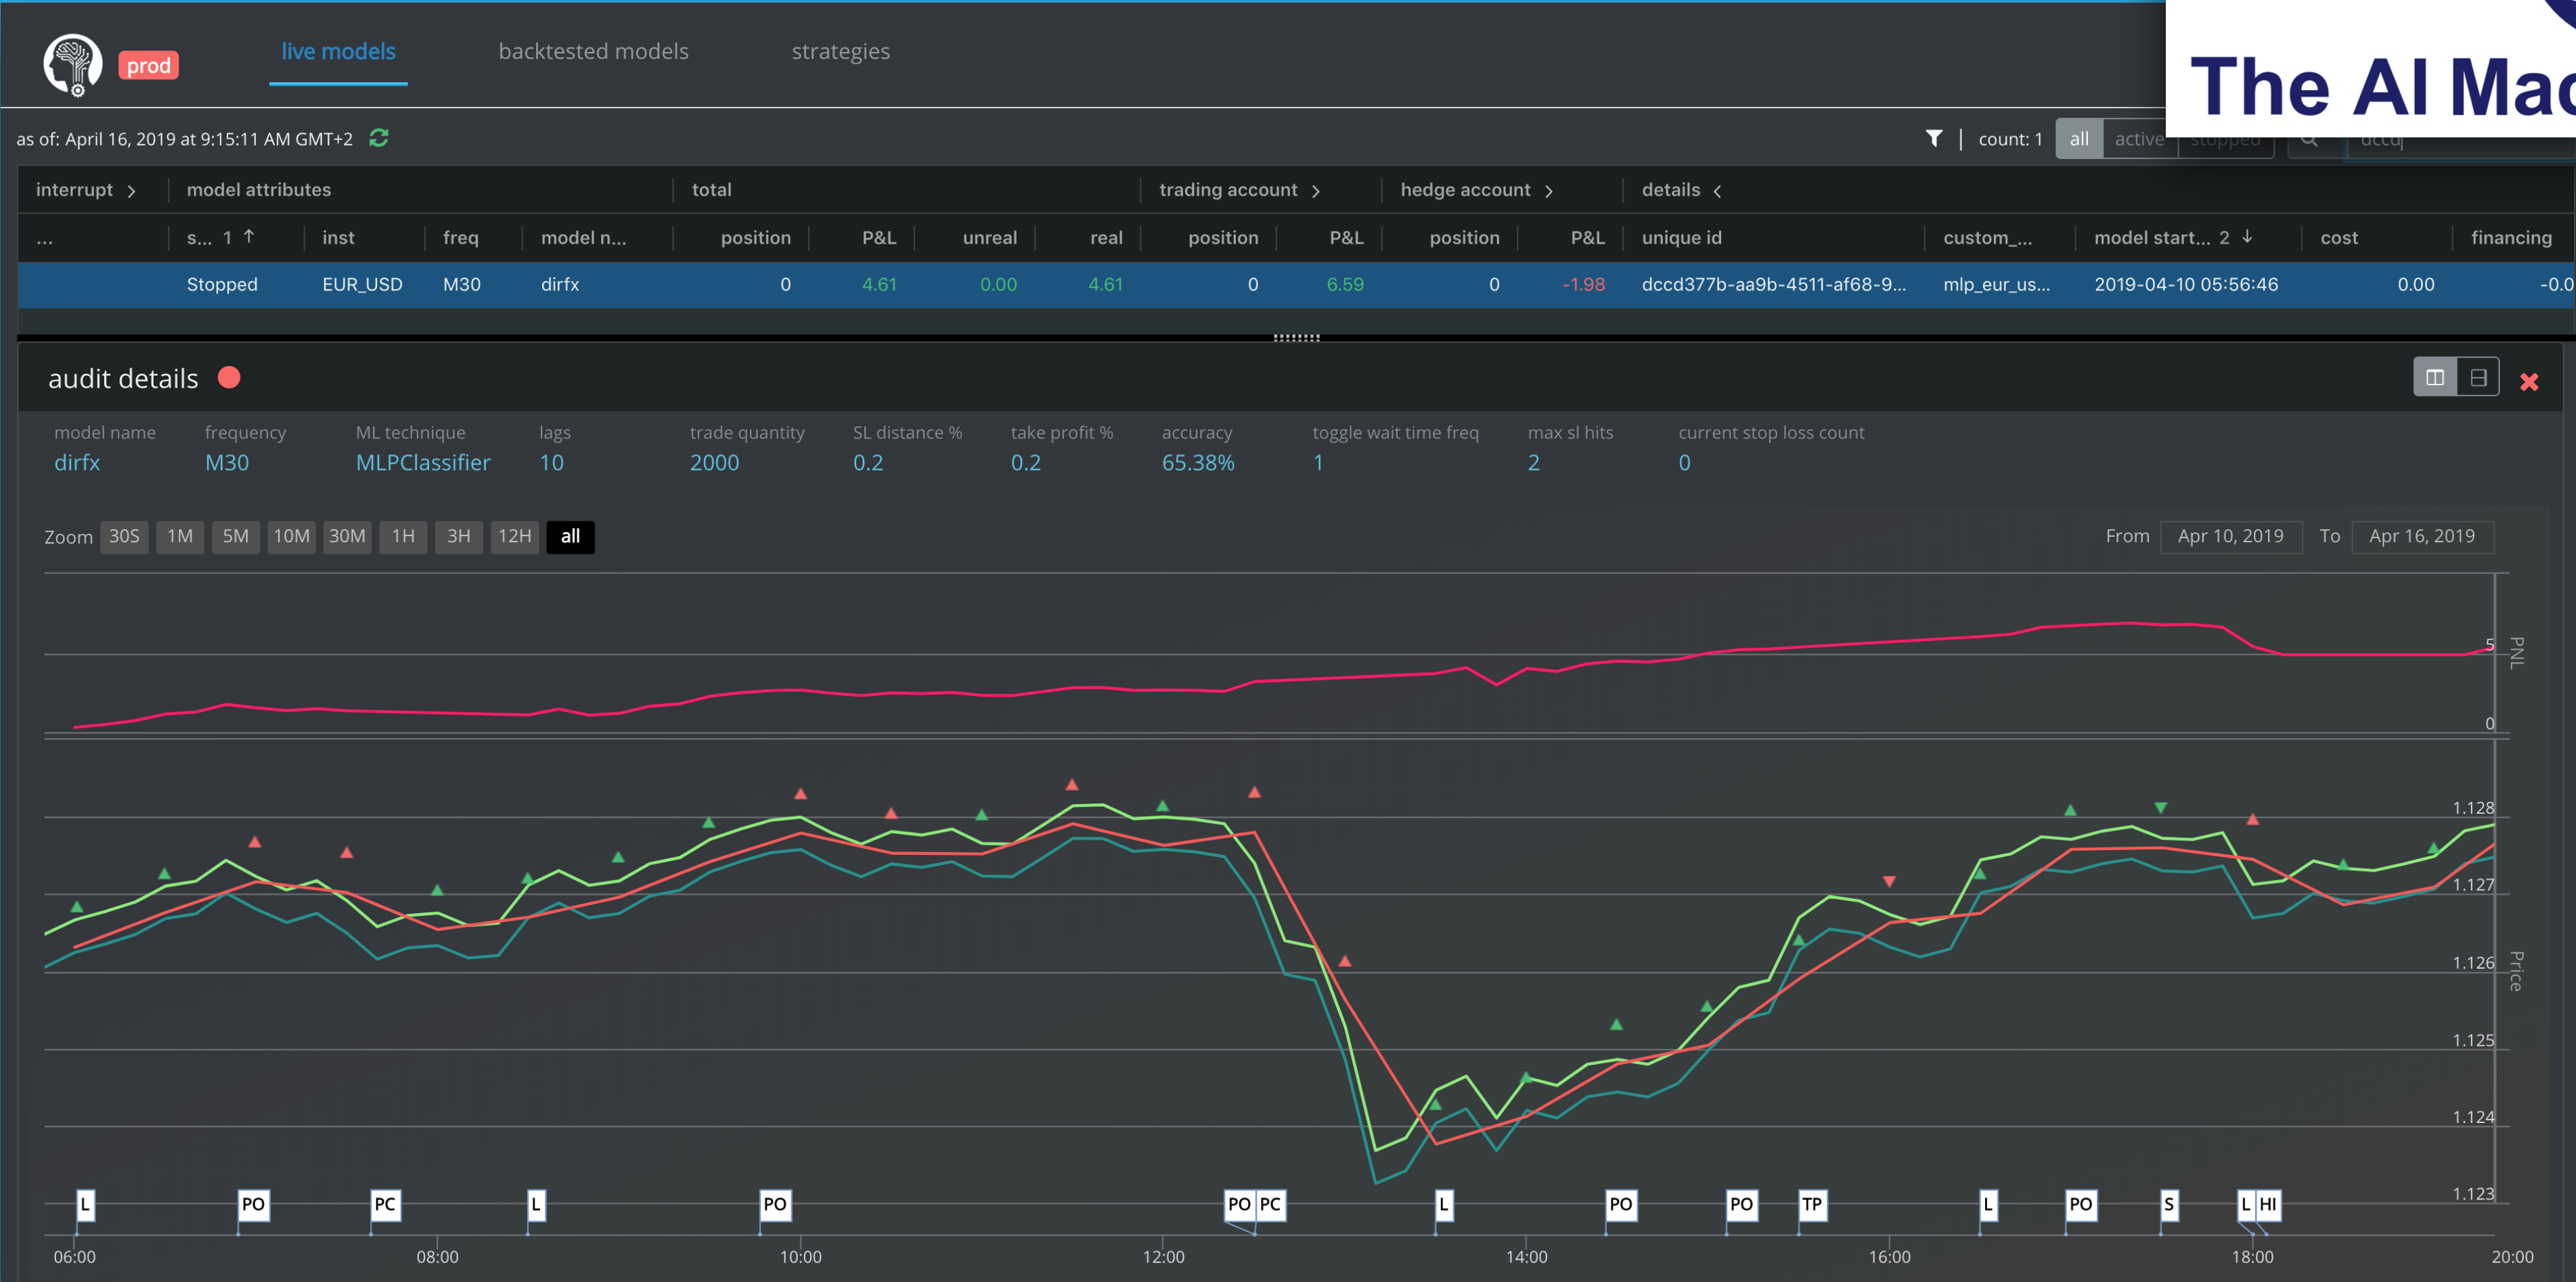 The AI Mac
prod live models backtested models strategies
as of: April 16, 2019 at 9:15:11 AM GMT+2 count: 1 all active stopped dccd
interrupt > model attributes total trading account > hedge account > details <
... s... 1 ↑ inst freq model n... position P&L unreal real position P&L position P&L unique id custom_... model start... 2 ↓ cost financing
Stopped EUR_USD M30 dirfx 0 4.61 0.00 4.61 0 6.59 0 -1.98 dccd377b-aa9b-4511-af68-9... mlp_eur_us... 2019-04-10 05:56:46 0.00 -0.0
audit details
model name frequency ML technique lags trade quantity SL distance % take profit % accuracy toggle wait time freq max sl hits current stop loss count
dirfx M30 MLPClassifier 10 2000 0.2 0.2 65.38% 1 2 0
Zoom 30S 1M 5M 10M 30M 1H 3H 12H all From Apr 10, 2019 To Apr 16, 2019
5
PNL
0
1.128
1.127
1.126
Price
1.125
1.124
1.123
L PO PC L PO PO PC L PO PO TP L PO S L HI
06:00 08:00 10:00 12:00 14:00 16:00 18:00 20:00